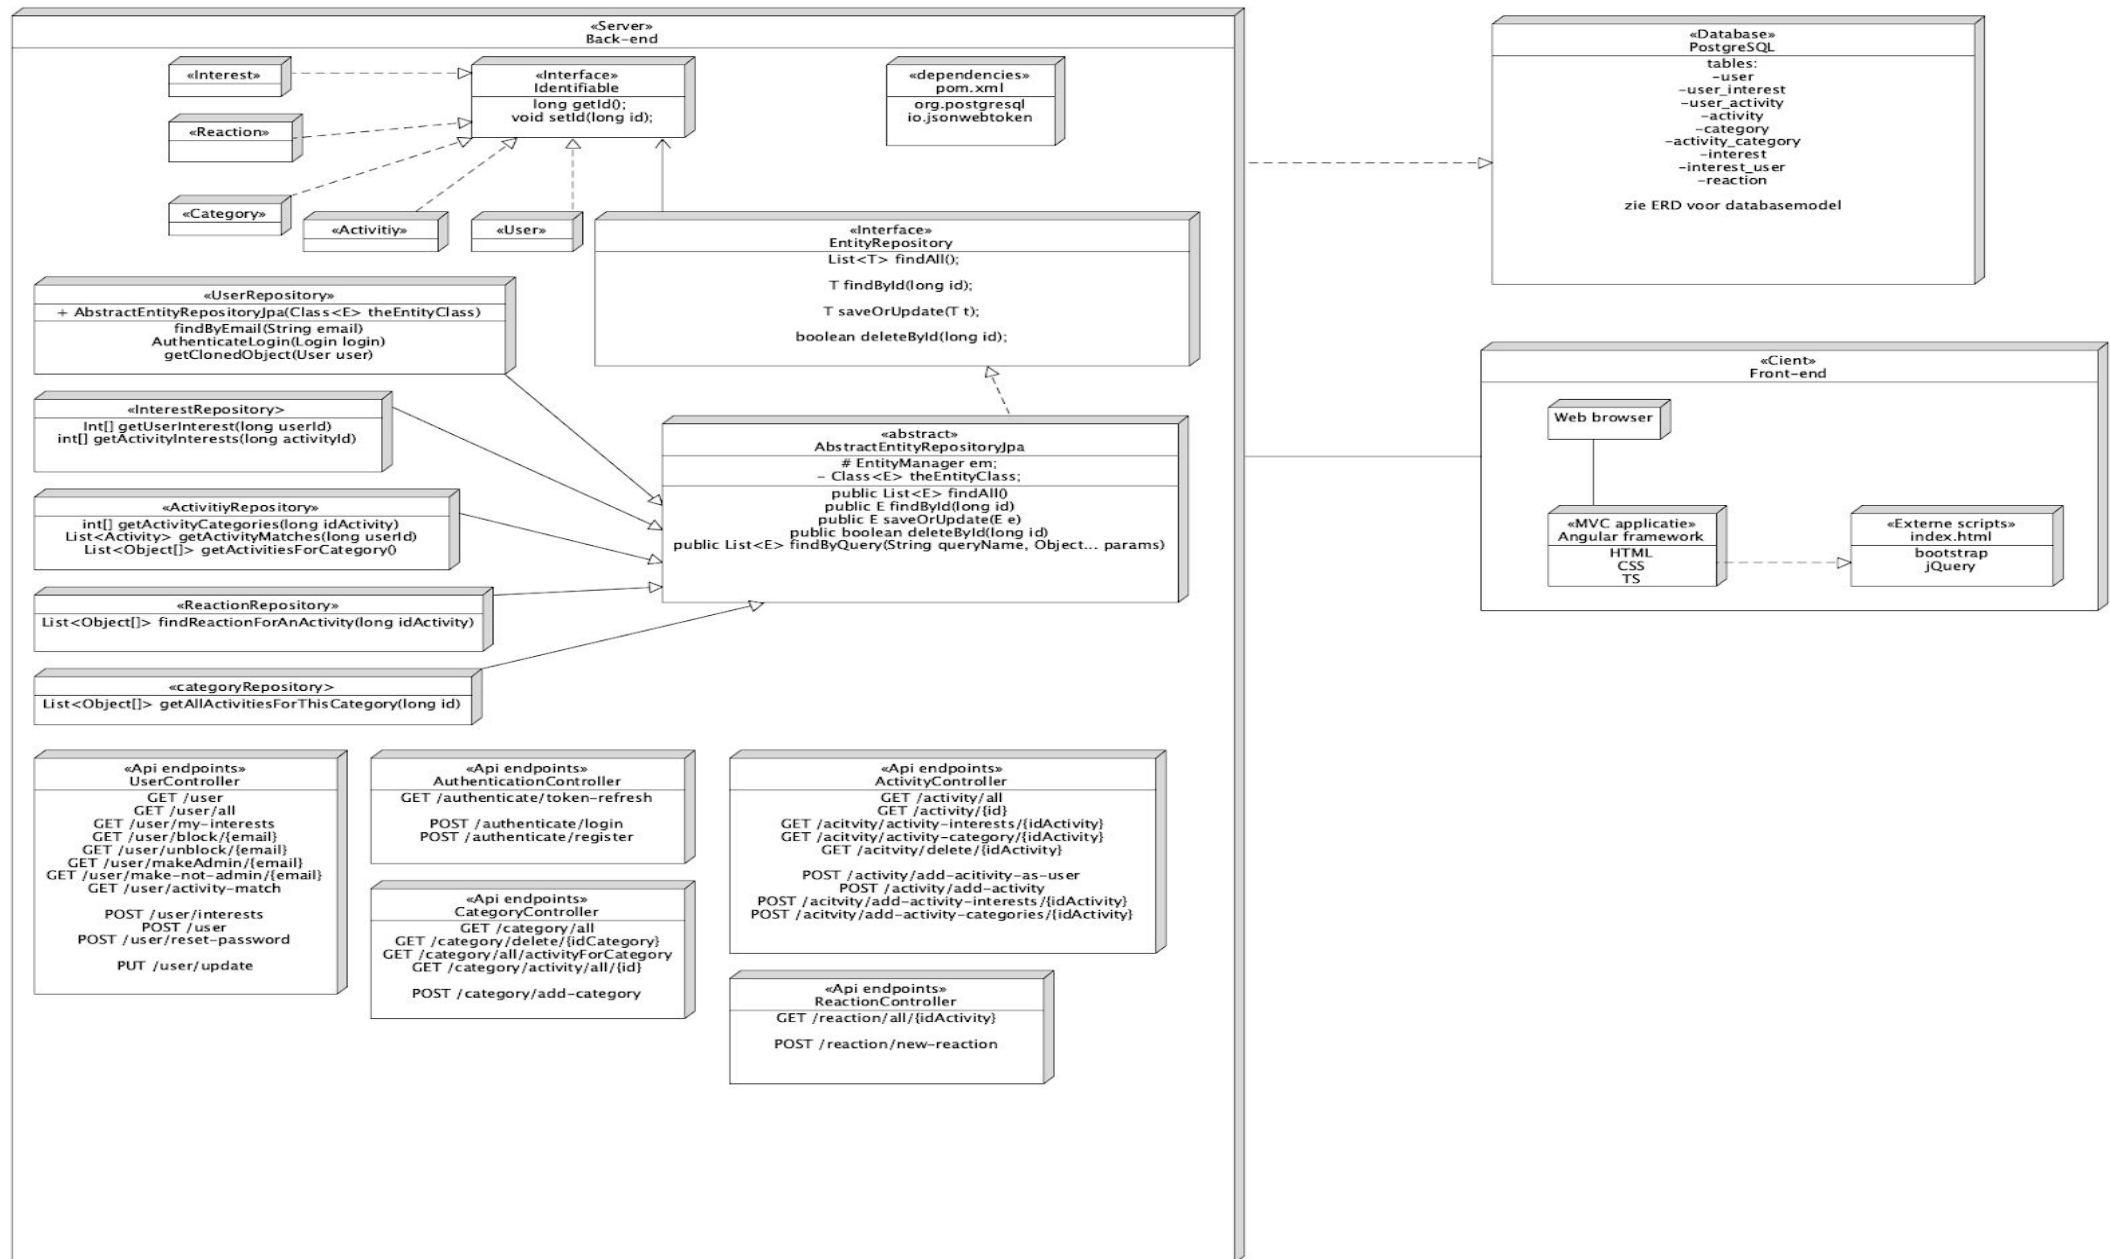 «Server»
Back-end
«Interest»
«Interface»
Identifiable
long getId();
void setId(long id);
«dependencies»
pom.xml
org.postgresql
io.jsonwebtoken
«Reaction»
«Category»
«Activitiy»
«User»
«Interface»
EntityRepository
List<T> findAll();
T findById(long id);
T saveOrUpdate(T t);
boolean deleteById(long id);
«UserRepository»
+ AbstractEntityRepositoryJpa(Class<E> theEntityClass)
findByEmail(String email)
AuthenticateLogin(Login login)
getClonedObject(User user)
«InterestRepository>
Int[] getUserInterest(long userId)
int[] getActivityInterests(long activityId)
«abstract»
AbstractEntityRepositoryJpa
# EntityManager em;
- Class<E> theEntityClass;
public List<E> findAll()
public E findById(long id)
public E saveOrUpdate(E e)
public boolean deleteById(long id)
public List<E> findByQuery(String queryName, Object... params)
«ActivitiyRepository»
int[] getActivityCategories(long idActivity)
List<Activity> getActivityMatches(long userId)
List<Object[]> getActivitiesForCategory()
«ReactionRepository»
List<Object[]> findReactionForAnActivity(long idActivity)
«categoryRepository>
List<Object[]> getAllActivitiesForThisCategory(long id)
«Api endpoints»
UserController
GET /user
GET /user/all
GET /user/my-interests
GET /user/block/{email}
GET /user/unblock/{email}
GET /user/makeAdmin/{email}
GET /user/make-not-admin/{email}
GET /user/activity-match
POST /user/interests
POST /user
POST /user/reset-password
PUT /user/update
«Api endpoints»
AuthenticationController
GET /authenticate/token-refresh
POST /authenticate/login
POST /authenticate/register
«Api endpoints»
CategoryController
GET /category/all
GET /category/delete/{idCategory}
GET /category/all/activityForCategory
GET /category/activity/all/{id}
POST /category/add-category
«Api endpoints»
ActivityController
GET /activity/all
GET /activity/{id}
GET /acitvity/activity-interests/{idActivity}
GET /acitvity/activity-category/{idActivity}
GET /acitvity/delete/{idActivity}
POST /activity/add-acitivity-as-user
POST /activity/add-activity
POST /acitvity/add-activity-interests/{idActivity}
POST /acitvity/add-activity-categories/{idActivity}
«Api endpoints»
ReactionController
GET /reaction/all/{idActivity}
POST /reaction/new-reaction
«Database»
PostgreSQL
tables:
-user
-user_interest
-user_activity
-activity
-category
-activity_category
-interest
-interest_user
-reaction
zie ERD voor databasemodel
«Cient»
Front-end
Web browser
«MVC applicatie»
Angular framework
HTML
CSS
TS
«Externe scripts»
index.html
bootstrap
jQuery